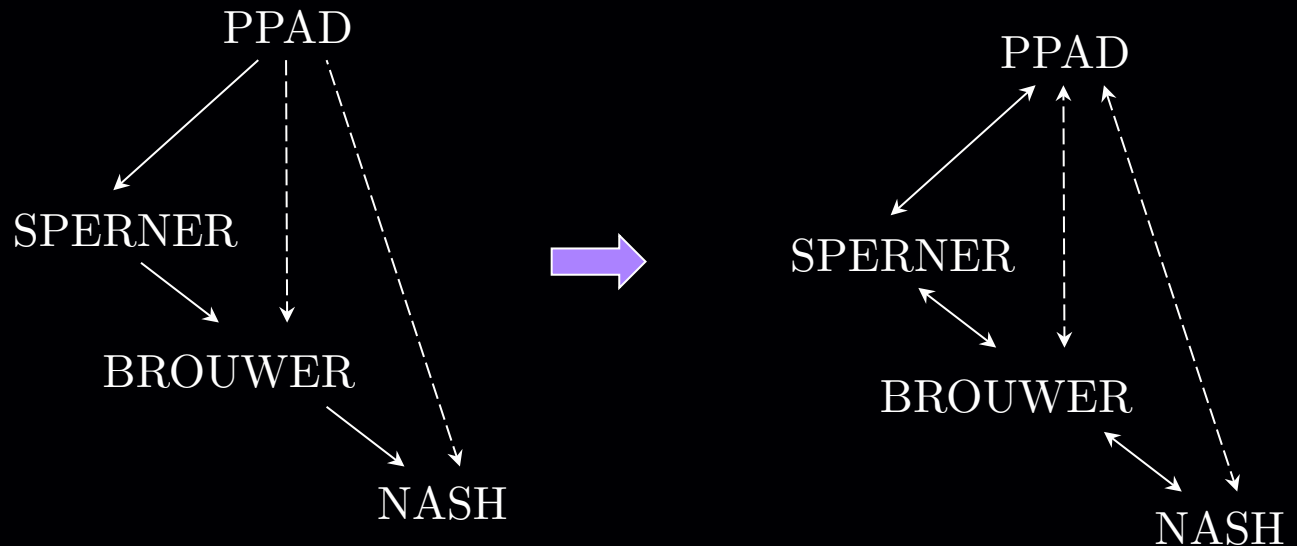 PPAD
SPERNER
BROUWER
NASH
PPAD
SPERNER
BROUWER
NASH